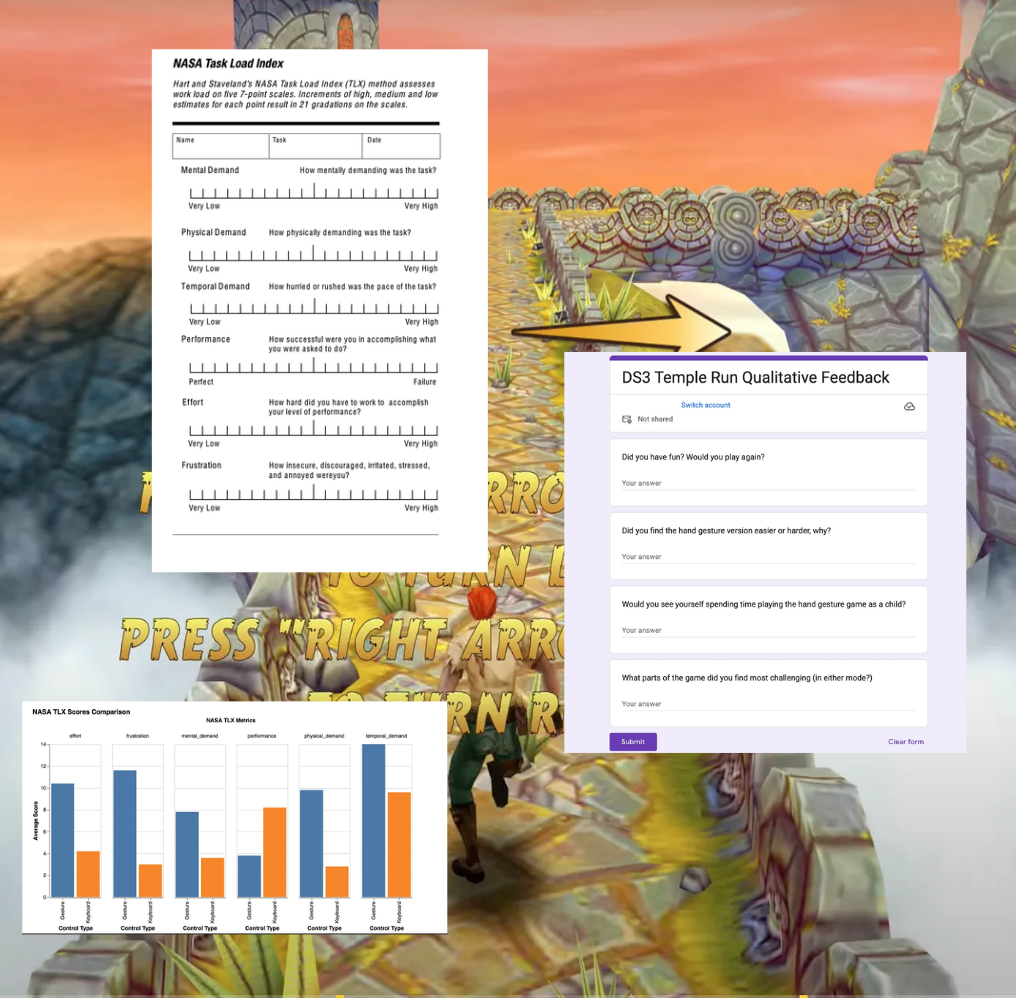 NASA Task Load Index
Hart and Staveland's NASA Task Load Index (TLX) method assesses
work load on five 7-point scales. Increments of high, medium and low
estimates for each point result in 21 gradations on the scales.
Name Task Date
Mental Demand How mentally demanding was the task?
Very Low Very High
Physical Demand How physically demanding was the task?
Very Low Very High
Temporal Demand How hurried or rushed was the pace of the task?
Very Low Very High
Performance How successful were you in accomplishing what
you were asked to do?
Perfect Failure
Effort How hard did you have to work to accomplish
your level of performance?
Very Low Very High
Frustration How insecure, discouraged, irritated, stressed,
and annoyed wereyou?
Very Low Very High
DS3 Temple Run Qualitative Feedback
Switch account
Not shared
Did you have fun? Would you play again?
Your answer
Did you find the hand gesture version easier or harder, why?
Your answer
Would you see yourself spending time playing the hand gesture game as a child?
Your answer
What parts of the game did you find most challenging (in either mode?)
Your answer
Submit Clear form
TO TURN
PRESS "RIGHT ARRO
TO TURN R
NASA TLX Scores Comparison
NASA TLX Metrics
effort frustration mental_demand performance physical_demand temporal_demand
Average Score
14
12
10
8
6
4
2
0
Gesture Keyboard Gesture Keyboard Gesture Keyboard Gesture Keyboard Gesture Keyboard Gesture Keyboard
Control Type Control Type Control Type Control Type Control Type Control Type